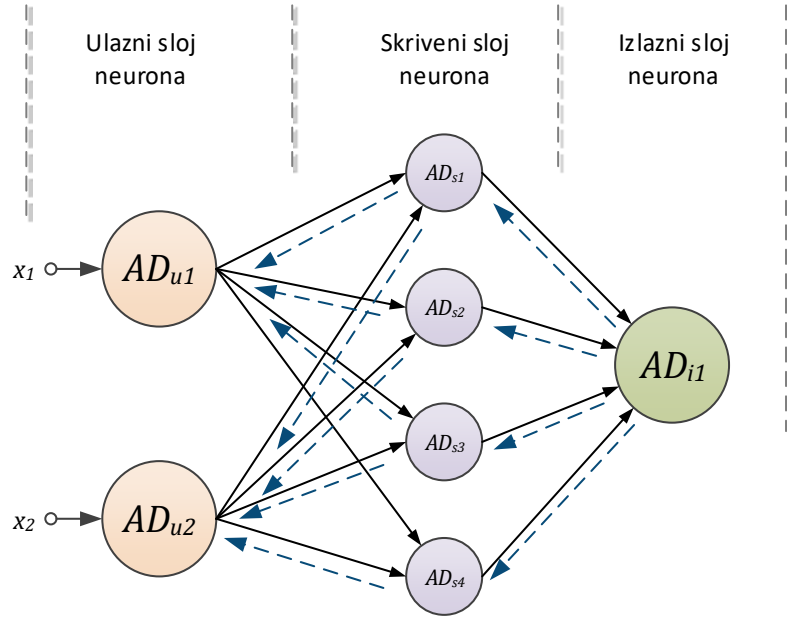 Ulazni sloj
neurona
Skriveni sloj
neurona
Izlazni sloj
neurona
x1
ADu1
x2
ADu2
ADs1
ADs2
ADs3
ADs4
ADi1